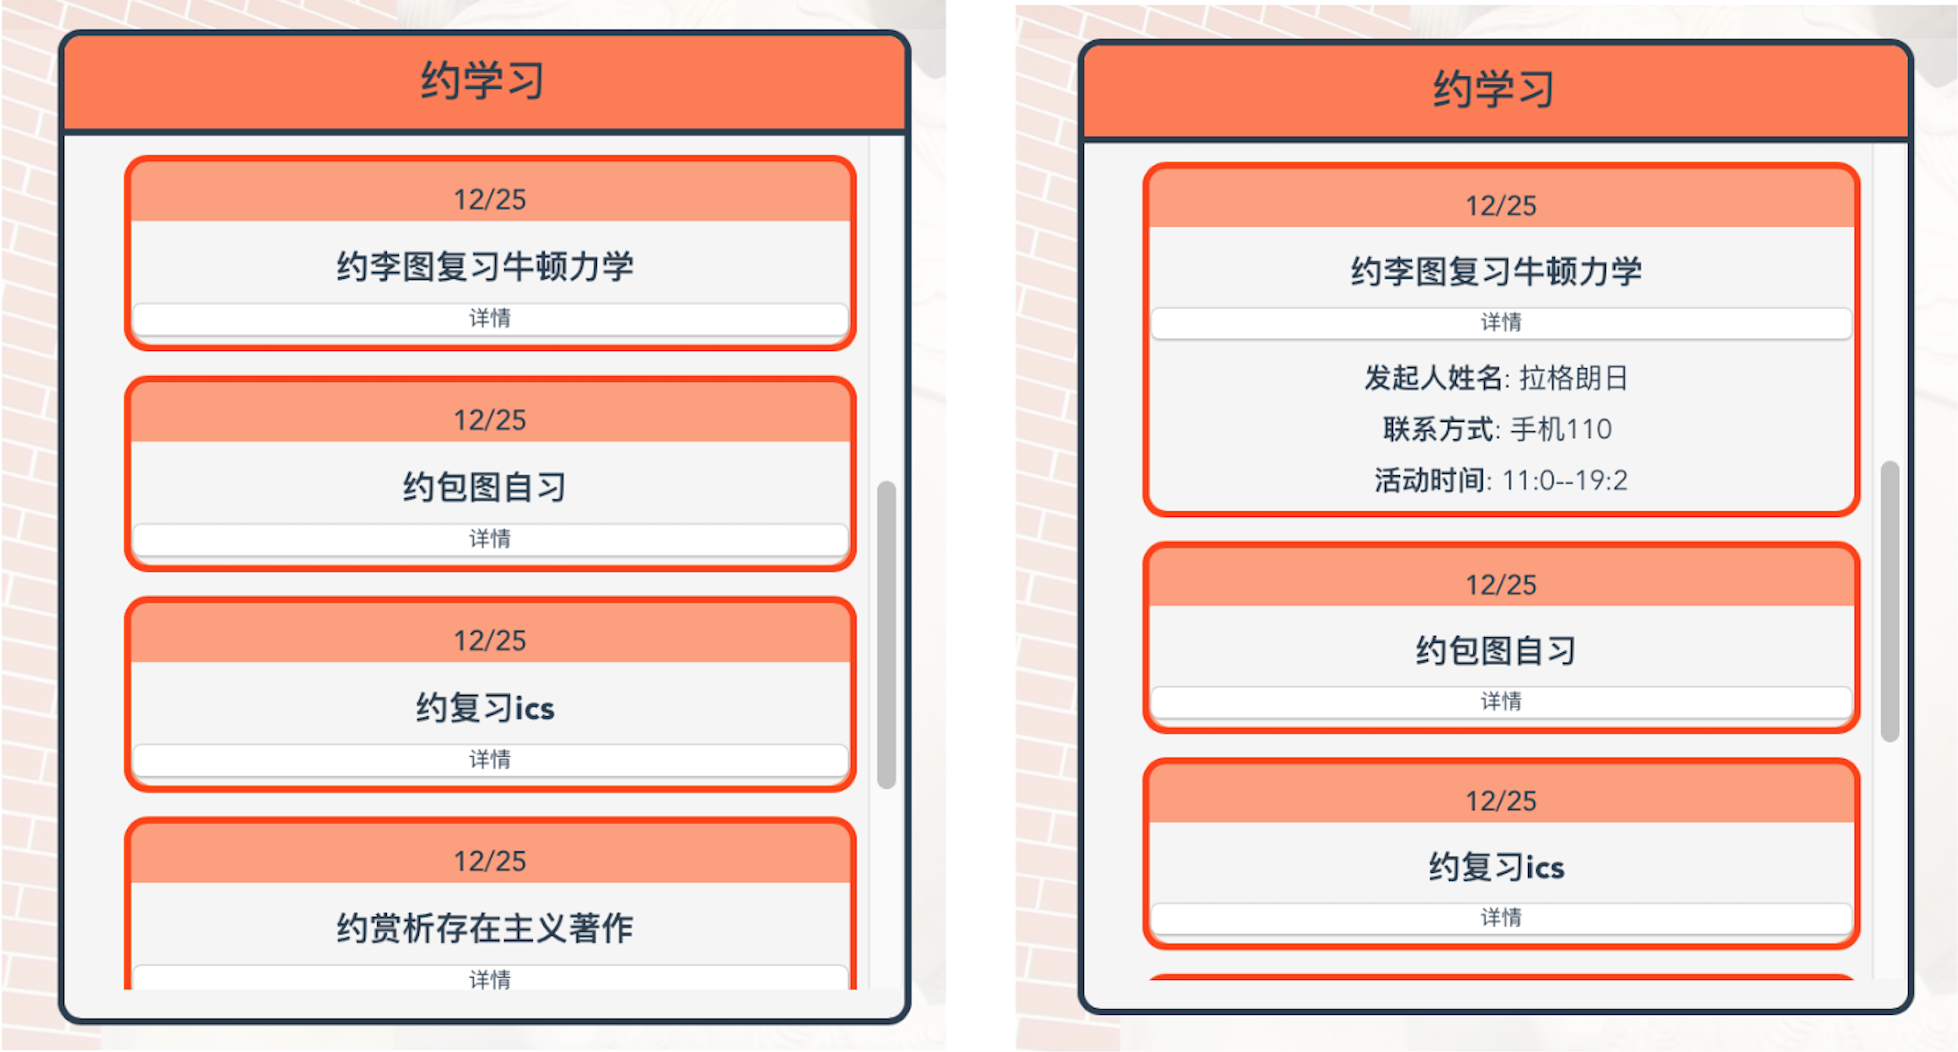 约学习
12/25
约李图复习牛顿力学
详情
12/25
约包图自习
详情
12/25
约复习ics
详情
12/25
约赏析存在主义著作
详情
约学习
12/25
约李图复习牛顿力学
详情
发起人姓名: 拉格朗日
联系方式: 手机110
活动时间: 11:0--19:2
12/25
约包图自习
详情
12/25
约复习ics
详情